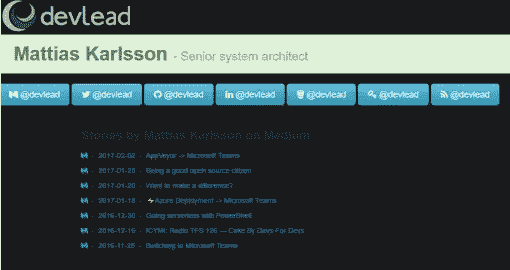 devlead
Mattias Karlsson - Senior system architect
@devlead @devlead @devlead @devlead @devlead @devlead @devlead
Stories by Mattias Karlsson on Medium
- 2017-02-02 - AppVeyor -> Microsoft Teams
- 2017-01-25 - Being a good open source citizen
- 2017-01-20 - Want to make a difference?
- 2017-01-18 - Azure Deployment -> Microsoft Teams
- 2016-12-30 - Going serverless with PowerShell
- 2016-12-16 - ICYMI: Radio TFS 126 — Cake By Devs For Devs
- 2016-11-25 - Switching to Microsoft Teams